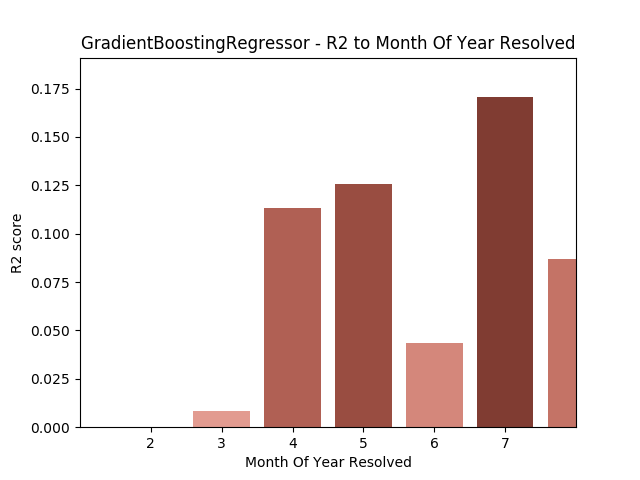 GradientBoostingRegressor - R2 to Month Of Year Resolved
0.175
0.150
0.125
0.100
0.075
0.050
0.025
0.000
R2 score
2 3 4 5 6 7
Month Of Year Resolved